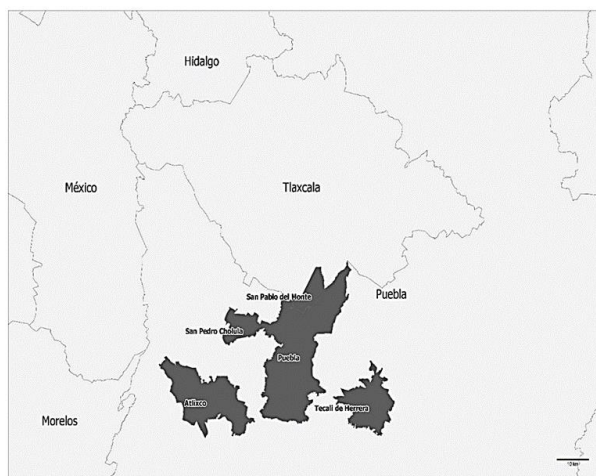 Hidalgo
México
Tlaxcala
San Pablo del Monte
Puebla
San Pedro Cholula
Puebla
Atlixco
Tecali de Herrera
Morelos